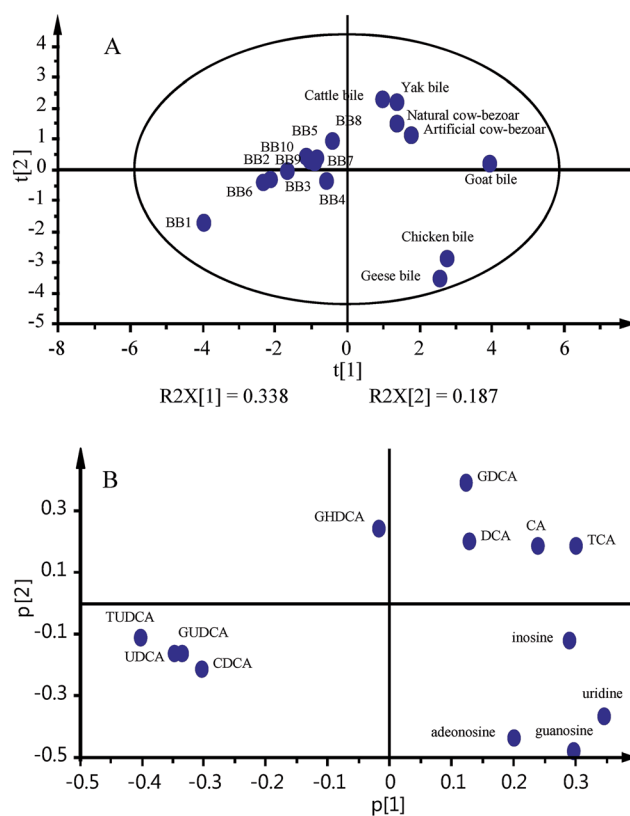 A
4
3
2
1
0
-1
-2
-3
-4
-5
t[2]
Cattle bile
Yak bile
Natural cow-bezoar
Artificial cow-bezoar
BB8
BB5
BB10
BB2
BB9
BB7
BB3
BB4
BB6
BB1
Goat bile
Chicken bile
Geese bile
-8
-6
-4
-2
0
2
4
6
t[1]
R2X[1] = 0.338
R2X[2] = 0.187
B
0.3
0.1
-0.1
-0.3
-0.5
p[2]
GDCA
GHDCA
DCA
CA
TCA
TUDCA
GUDCA
UDCA
CDCA
inosine
uridine
adeonosine
guanosine
-0.5
-0.4
-0.3
-0.2
-0.1
0
0.1
0.2
0.3
p[1]